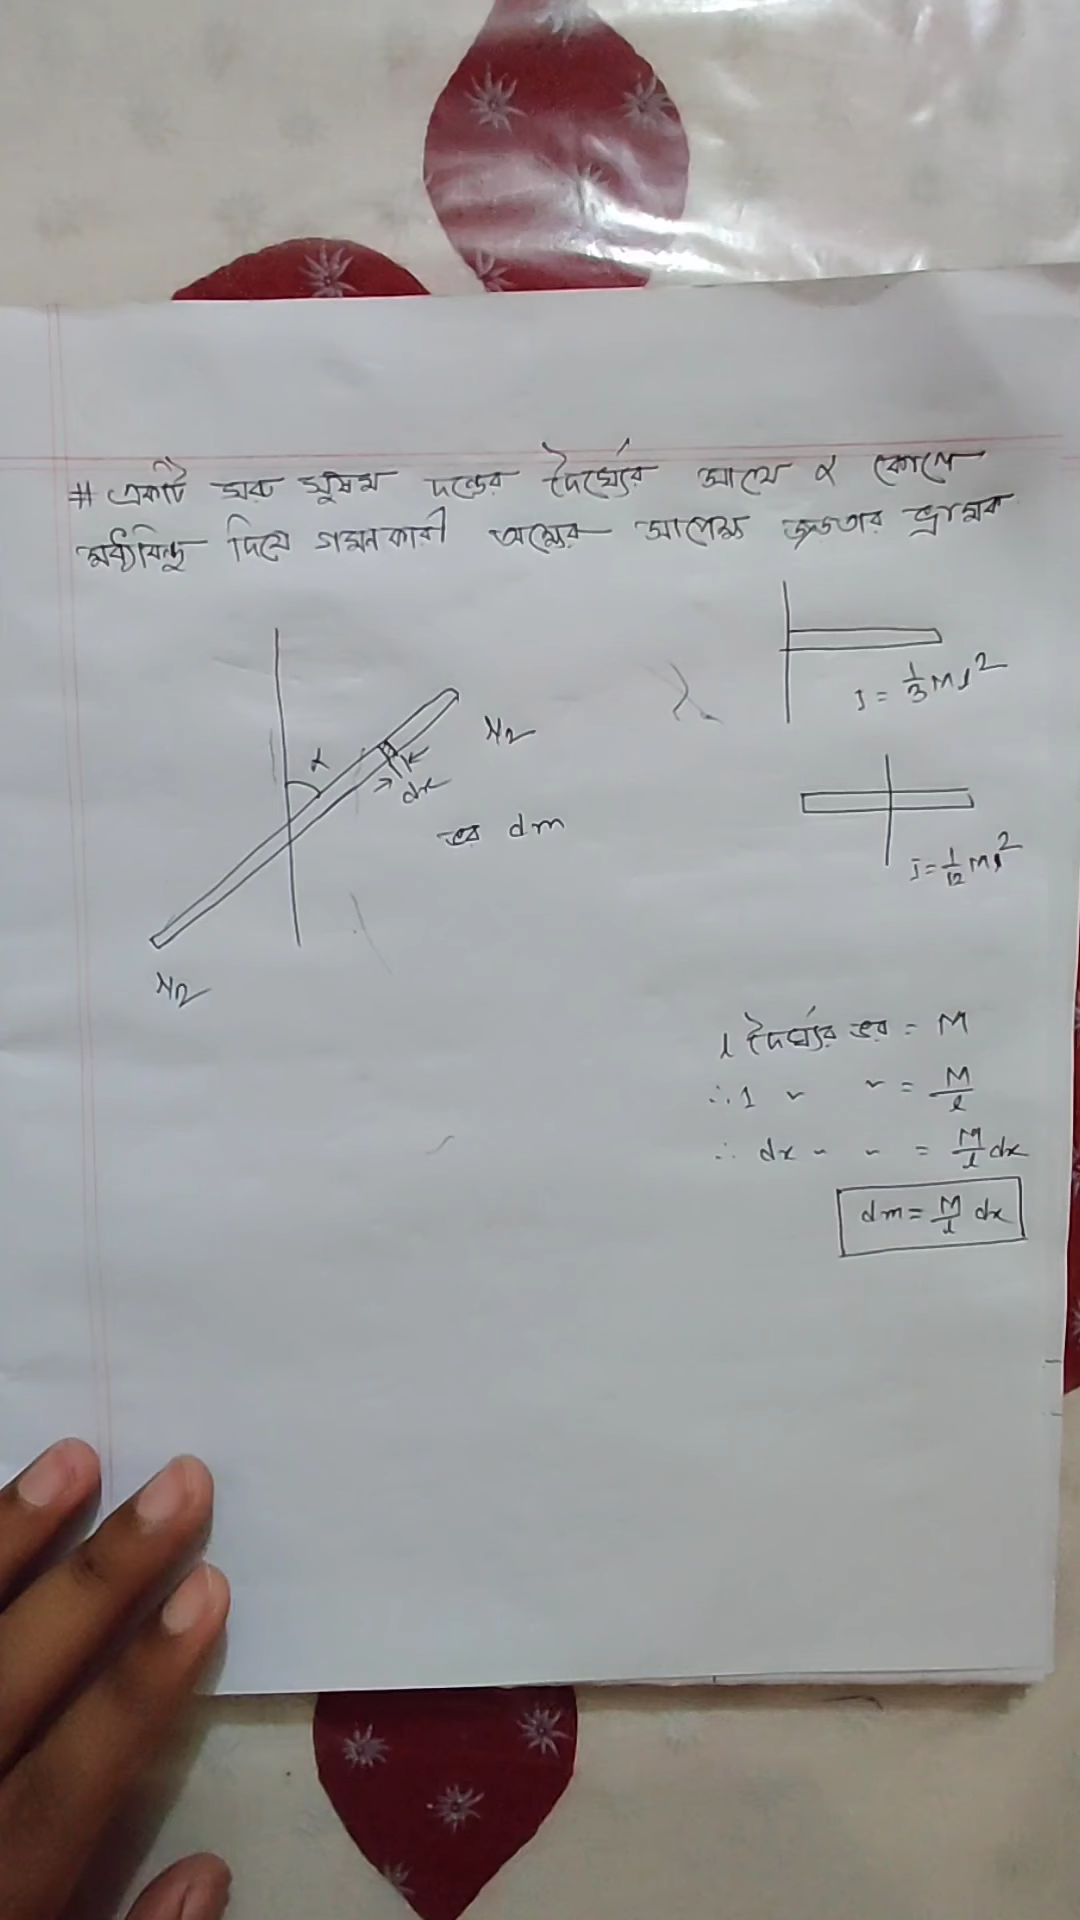 # একটি সরু সুষম দন্ডের দৈর্ঘ্যের সাথে α কোণে
মধ্যবিন্দু দিয়ে গমনকারী অক্ষের সাপেক্ষে জড়তার ভ্রামক
I = 1/3 Ml²
α
l/2
dx
ভর dm
I = 1/12 Ml²
l/2
l দৈর্ঘ্যের ভর = M
∴ 1 " " = M/l
∴ dx " " = M/l dx
dm = M/l dx